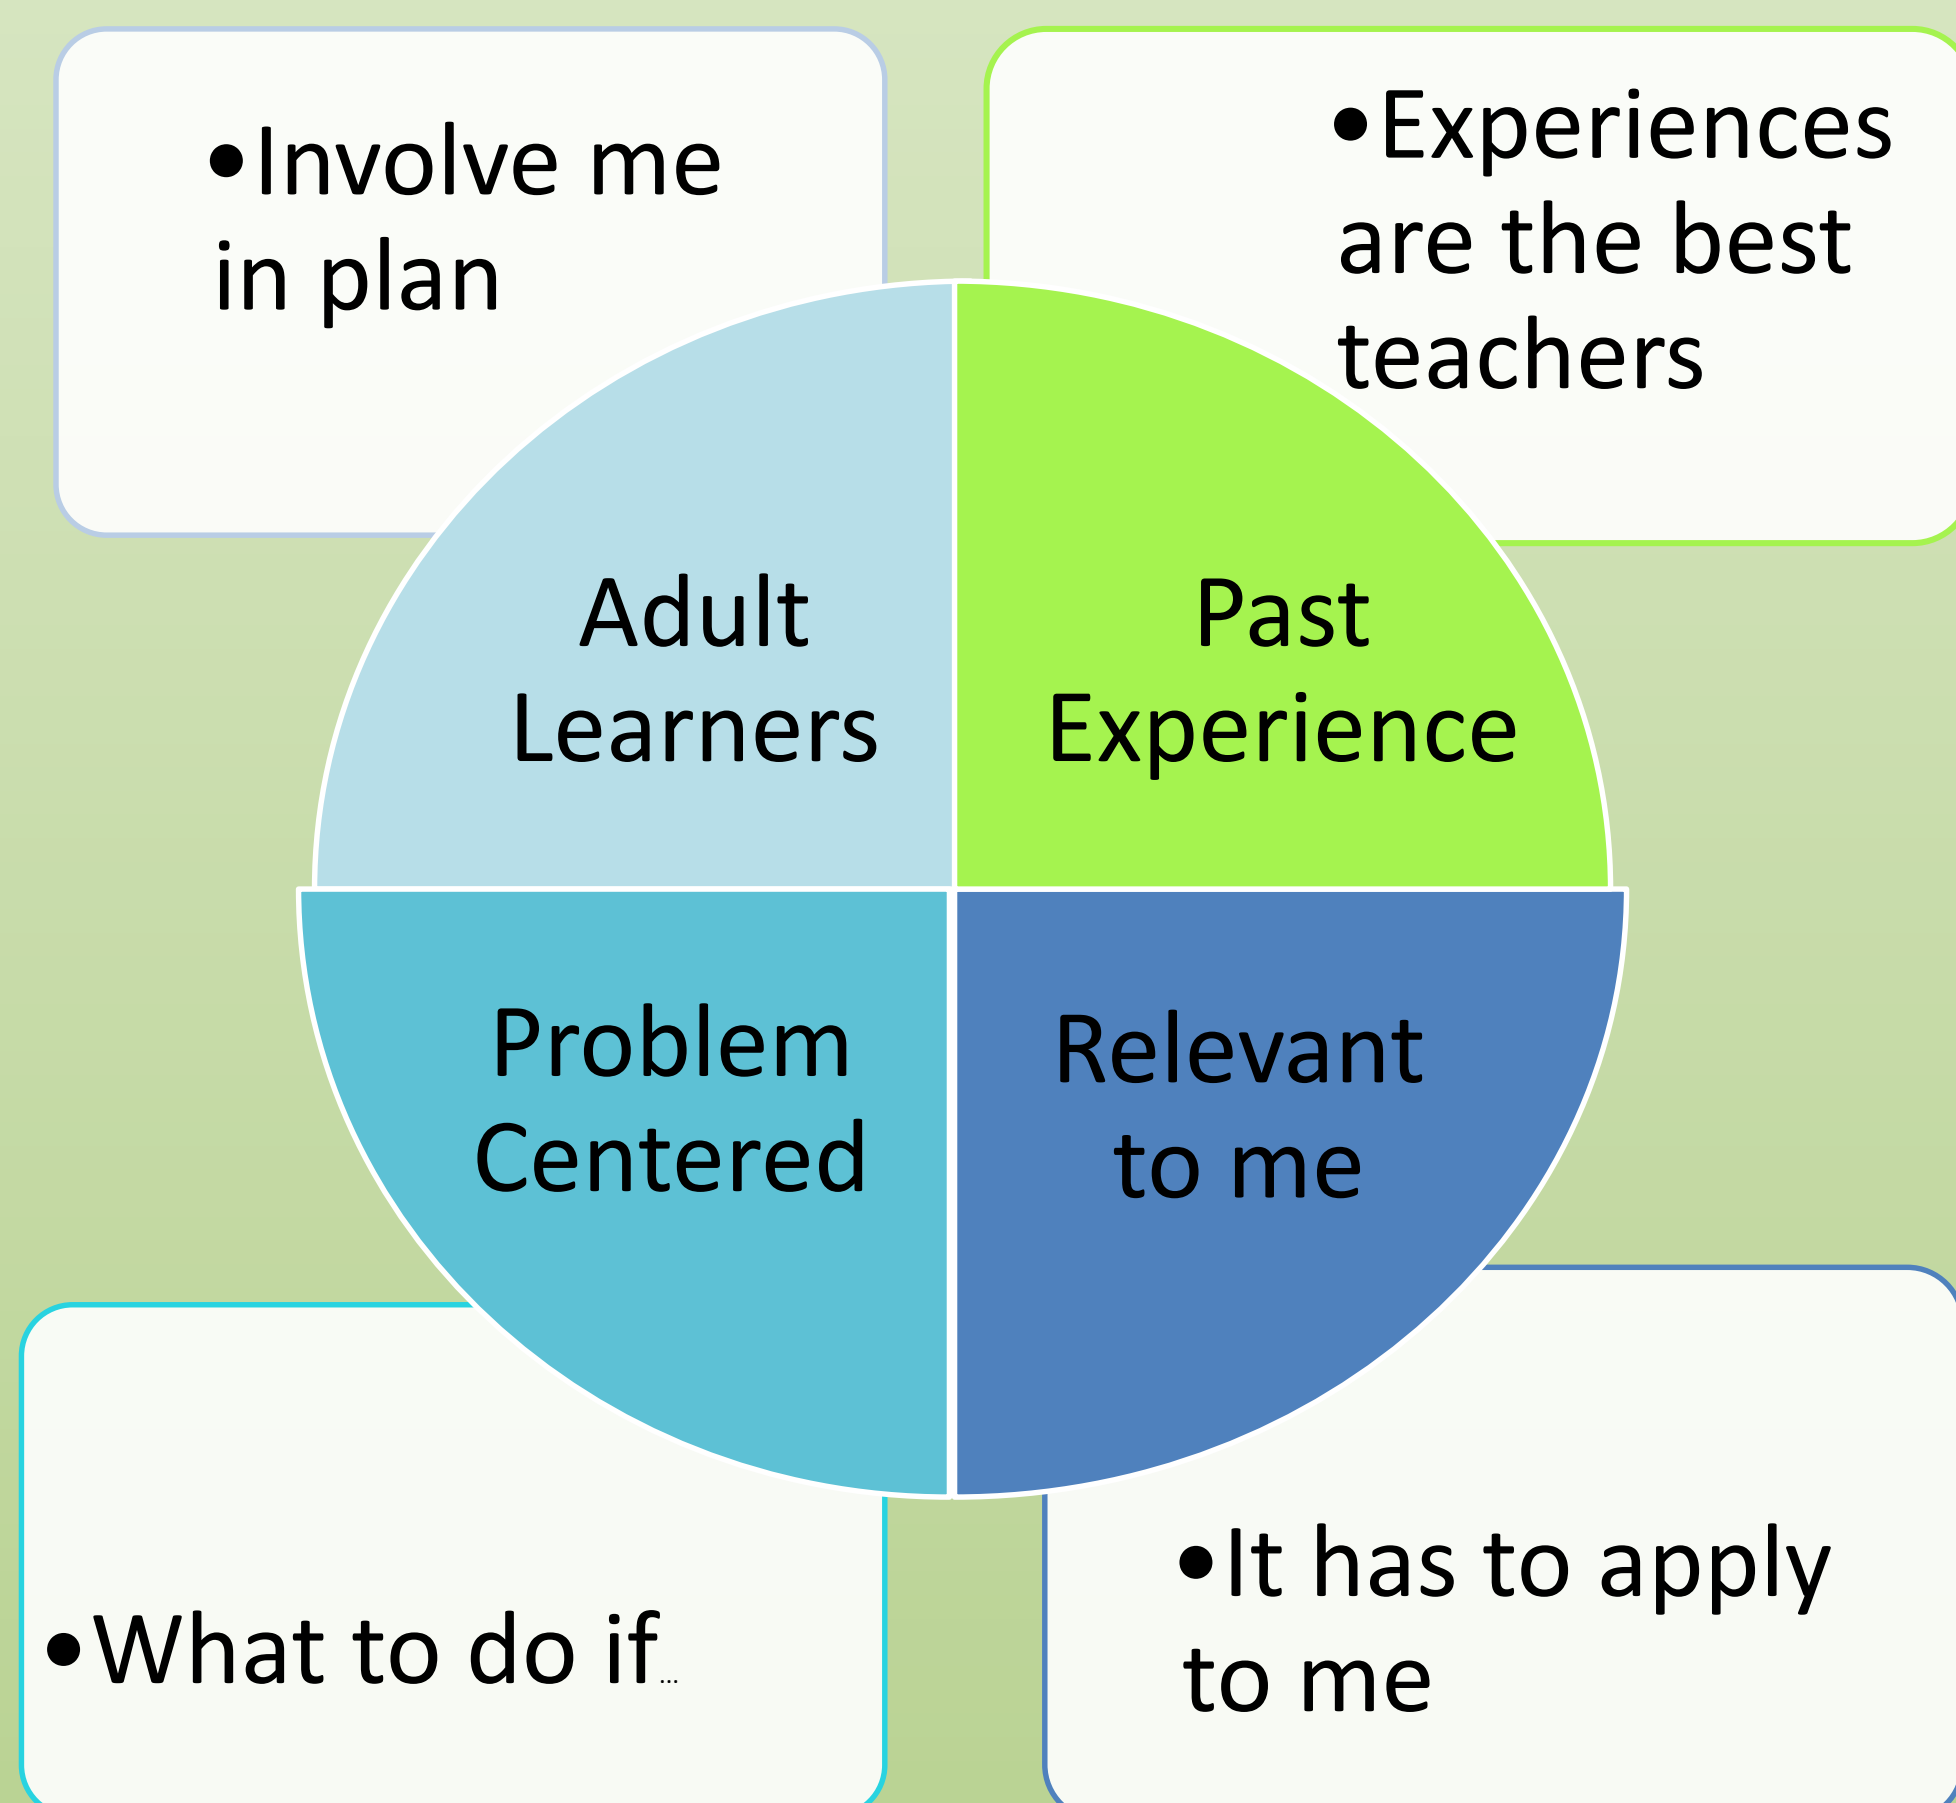 •Involve me
in plan
•Experiences
are the best
teachers
Adult
Learners
Past
Experience
Problem
Centered
Relevant
to me
•What to do if...
•It has to apply
to me